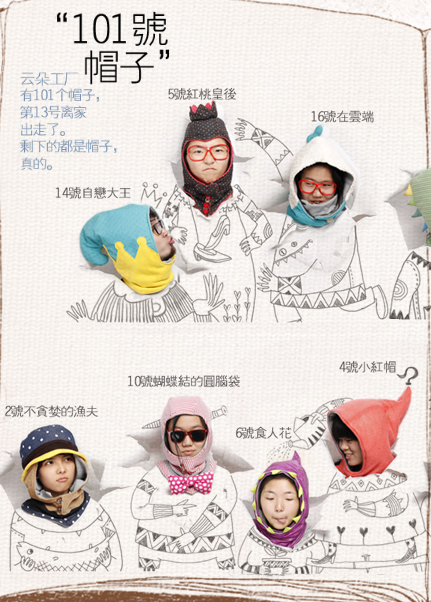 “101號
帽子”
云朵工厂
有101个帽子，
第13号离家
出走了。
剩下的都是帽子，
真的。
5號紅桃皇後
16號在雲端
14號自戀大王
4號小紅帽
10號蝴蝶結的圓腦袋
2號不貪婪的漁夫
6號食人花